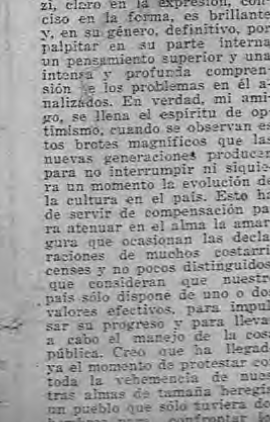 zi, claro en la expresión, con-
ciso en la forma, es brillante
y, en su género, definitivo, por
palpitar en su parte interna
un pensamiento superior y una
intensa y profunda compren-
sión de los problemas en él a-
nalizados. En verdad, mi ami-
go, se llena el espíritu de op-
timismo, cuando se observan es
tos brotes magníficos que las
nuevas generaciones producen
para no interrumpir ni siquie-
ra un momento la evolución de
la cultura en el país. Esto ha
de servir de compensación pa
ra atenuar en el alma la amar
gura que ocasionan las decla
raciones de muchos costarri
censes y no pocos distinguidos
que consideran que nuestr
país sólo dispone de uno o do
valores efectivos, para impul
sar su progreso y para lleva
a cabo el manejo de la cosa
pública. Creo que ha llegad
ya el momento de protestar co
toda la vehemencia de nues
tras almas de tamaña heregía
un pueblo que sólo tuviera do
confrontar